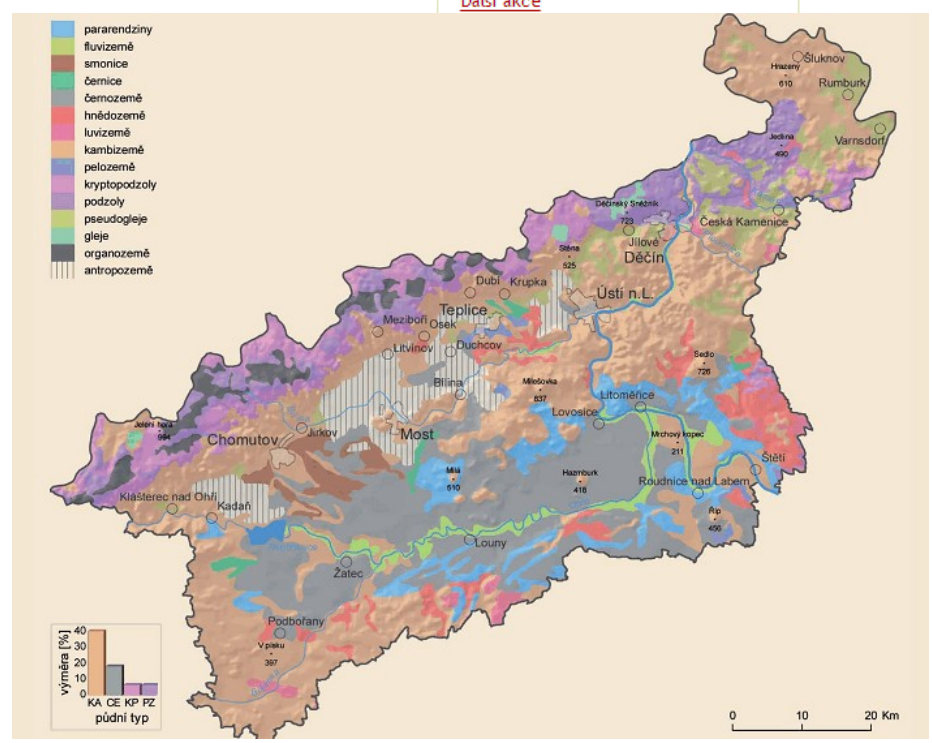 Další akce
pararendziny
fluvizemě
smonice
černice
černozemě
hnědozemě
luvizemě
kambizemě
pelozemě
kryptopodzoly
podzoly
pseudogleje
gleje
organozemě
antropozemě
Šluknov
Hrazený
610
Rumburk
Varnsdorf
Jedlina
490
Děčínský Sněžník
723
Česká Kamenice
Jílové
Děčín
Stěna
525
Dubí
Krupka
Ústí n.L.
Teplice
Meziboří
Osek
Litvínov
Duchcov
Sedlo
726
Bílina
Milešovka
837
Litoměřice
Lovosice
Jelení hora
994
Chomutov
Jirkov
Most
Mrchový kopec
211
Štětí
Milá
510
Hazmburk
418
Roudnice nad Labem
Klášterec nad Ohří
Kadaň
Říp
456
Louny
Žatec
Podbořany
V písku
397
výměra [%]
40
30
20
10
0
KA CE KP PZ
půdní typ
0 10 20 Km